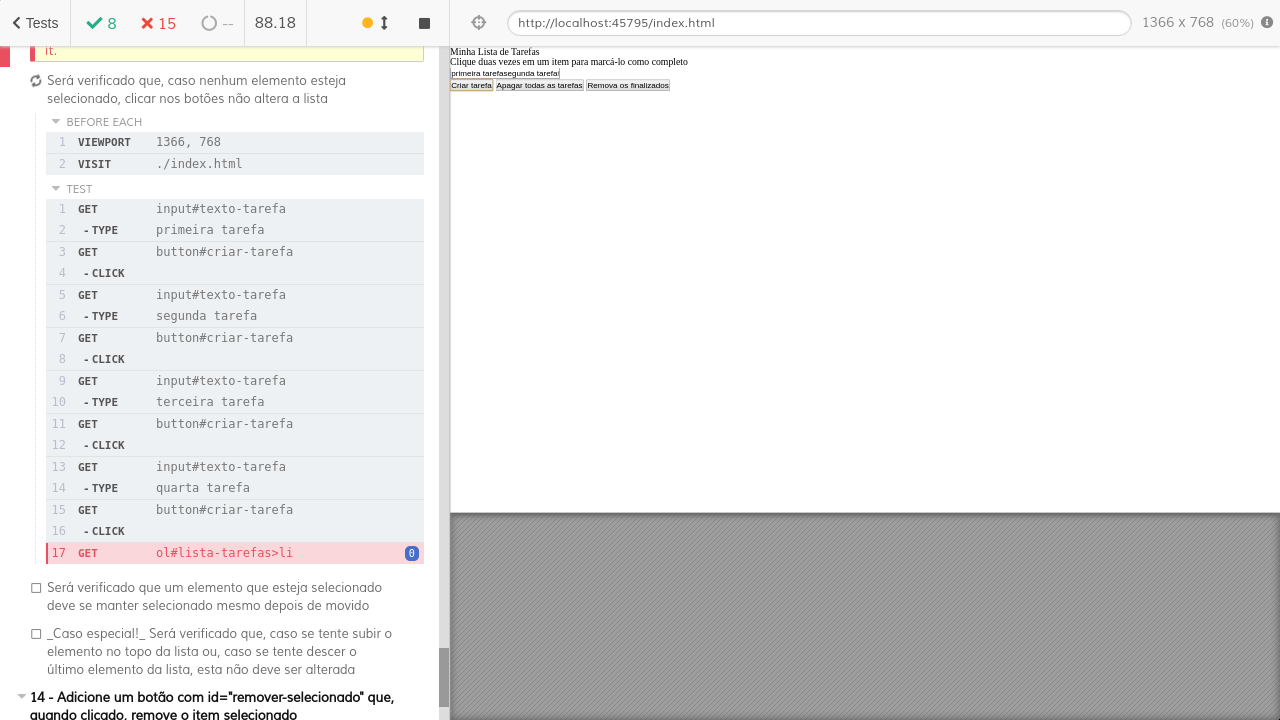 Tests
8
15
--
88.18
http://localhost:45795/index.html
1366 x 768 (60%)
it.
Será verificado que, caso nenhum elemento esteja
selecionado, clicar nos botões não altera a lista
BEFORE EACH
1 VIEWPORT 1366, 768
2 VISIT ./index.html
TEST
1 GET input#texto-tarefa
2 -TYPE primeira tarefa
3 GET button#criar-tarefa
4 -CLICK
5 GET input#texto-tarefa
6 -TYPE segunda tarefa
7 GET button#criar-tarefa
8 -CLICK
9 GET input#texto-tarefa
10 -TYPE terceira tarefa
11 GET button#criar-tarefa
12 -CLICK
13 GET input#texto-tarefa
14 -TYPE quarta tarefa
15 GET button#criar-tarefa
16 -CLICK
17 GET ol#lista-tarefas>li 0
Será verificado que um elemento que esteja selecionado
deve se manter selecionado mesmo depois de movido
_Caso especial!_ Será verificado que, caso se tente subir o
elemento no topo da lista ou, caso se tente descer o
último elemento da lista, esta não deve ser alterada
14 - Adicione um botão com id="remover-selecionado" que,
quando clicado, remove o item selecionado
Minha Lista de Tarefas
Clique duas vezes em um item para marcá-lo como completo
primeira tarefasegunda tarefa
Criar tarefa Apagar todas as tarefas Remova os finalizados